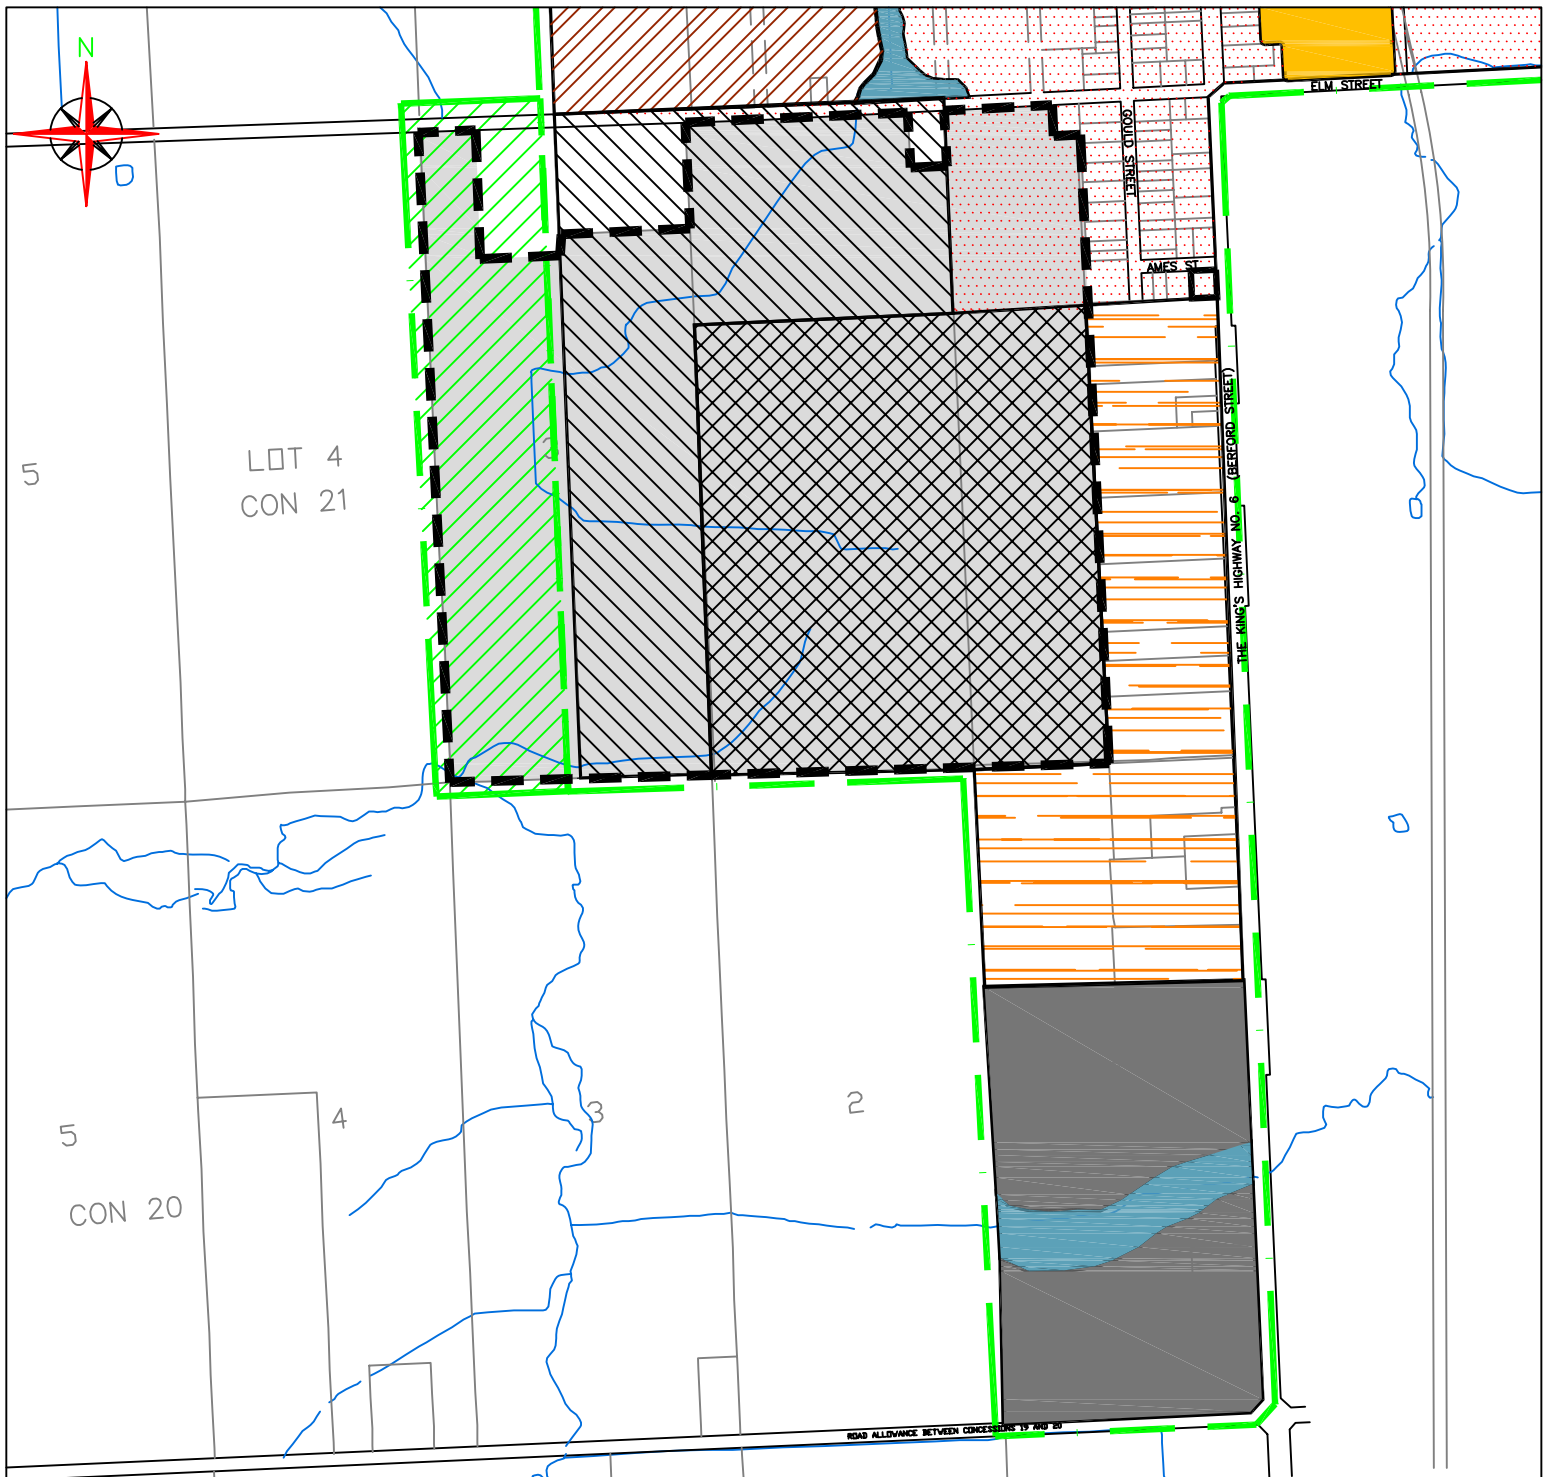 N
ELM STREET
GOULD STREET
AMES ST
THE KING'S HIGHWAY NO. 6 (BERFORD STREET)
LOT 4
CON 21
5
3
5
4
3
2
CON 20
ROAD ALLOWANCE BETWEEN CONCESSIONS 19 AND 20